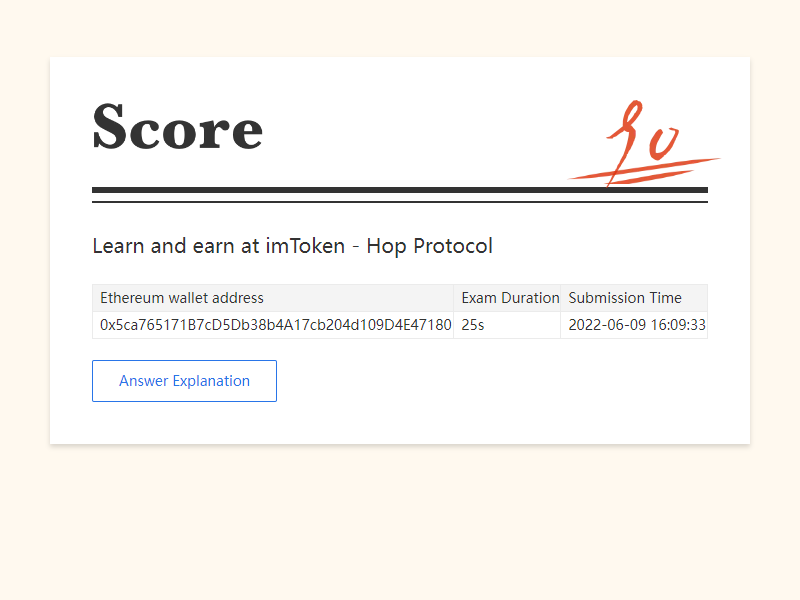 Score
90
Learn and earn at imToken - Hop Protocol
Ethereum wallet address Exam Duration Submission Time
0x5ca765171B7cD5Db38b4A17cb204d109D4E47180 25s 2022-06-09 16:09:33
Answer Explanation